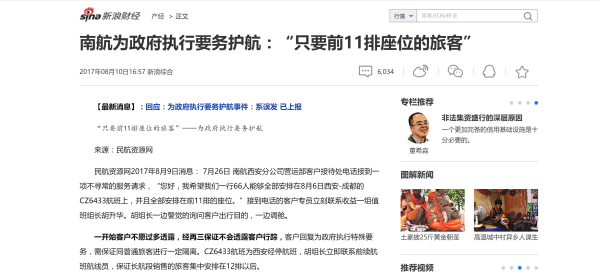 sina 新浪财经
产经 > 正文
行情
股票/代码/拼音
南航为政府执行要务护航：“只要前11排座位的旅客”
2017年08月10日16:57 新浪综合
6,034
【最新消息】：回应：为政府执行要务护航事件：系误发 已上报
“只要前11排座位的旅客”——为政府执行要务护航
来源：民航资源网
民航资源网2017年8月9日消息： 7月26日 南航西安分公司营运部客户接待处电话接到一
项不寻常的服务请求，“您好，我希望我们一行66人能够全部安排在8月6日西安-成都的
CZ6433航班上，并且全部安排在前11排的座位。”接到电话的客户专员立刻联系收益一组值
班组长胡升华。胡组长一边警觉的询问客户出行目的，一边调舱。
一开始客户不愿过多透露，经再三保证不会透露客户行踪，客户回复为政府执行特殊要
务，需保证同普通旅客进行一定隔离。CZ6433航班为西安经停航班，胡组长立即联系前续航
班航线员，保证长航段销售的旅客集中安排在12排以后。
专栏推荐
非法集资盛行的深层原因
一个更加完备的信用基础设施是十
分必要的。
董希淼
图解新闻
土豪披25斤黄金朝圣
高温城中村异乡人谋生
推荐视频